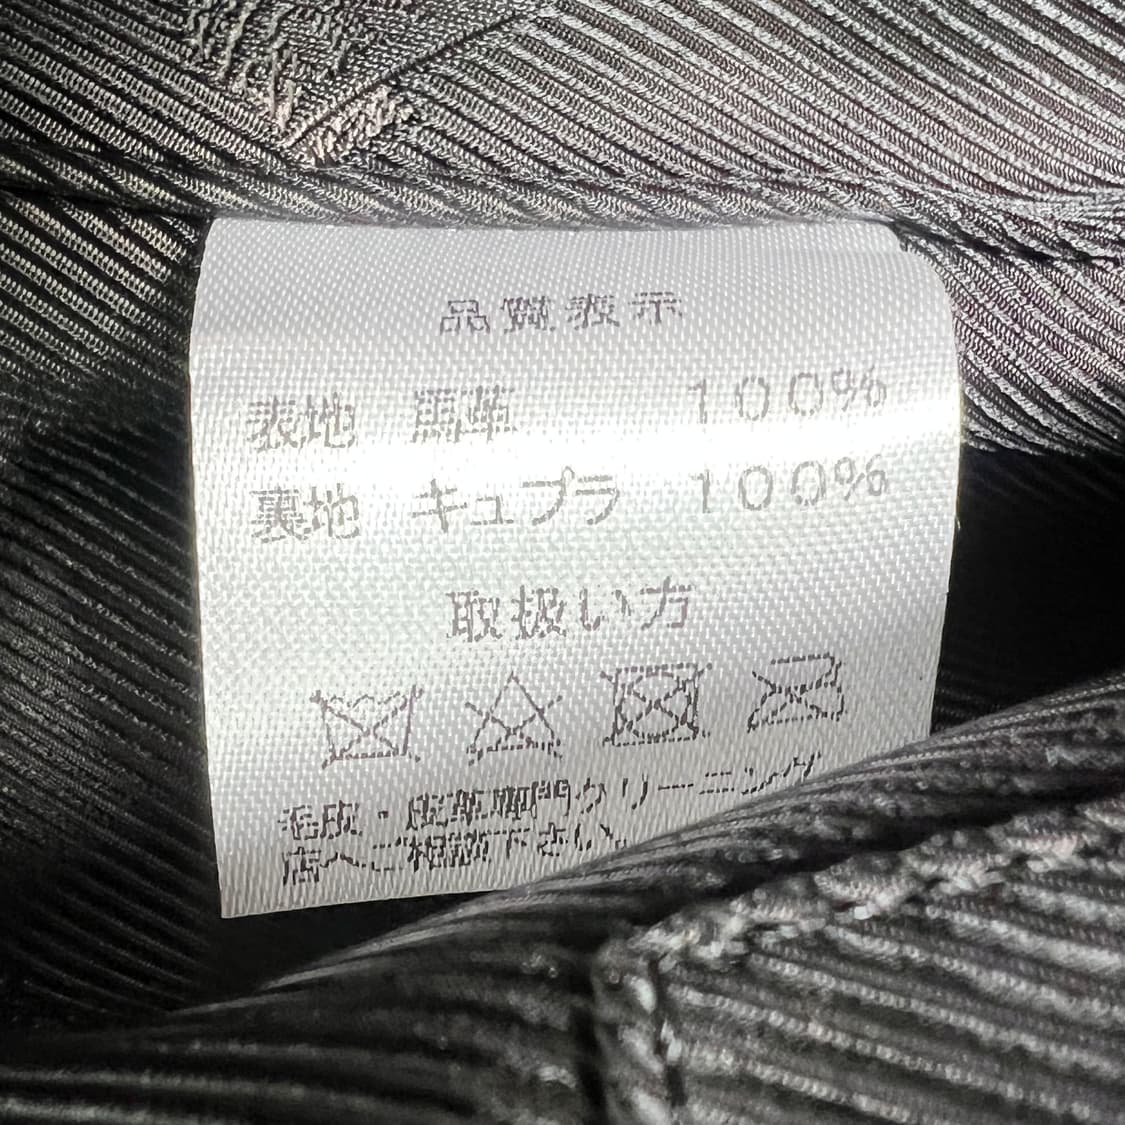 品質表示
表地 馬革 100%
裏地 キュプラ 100%
取扱い方
毛皮・皮革専門クリーニング
店へご相談下さい